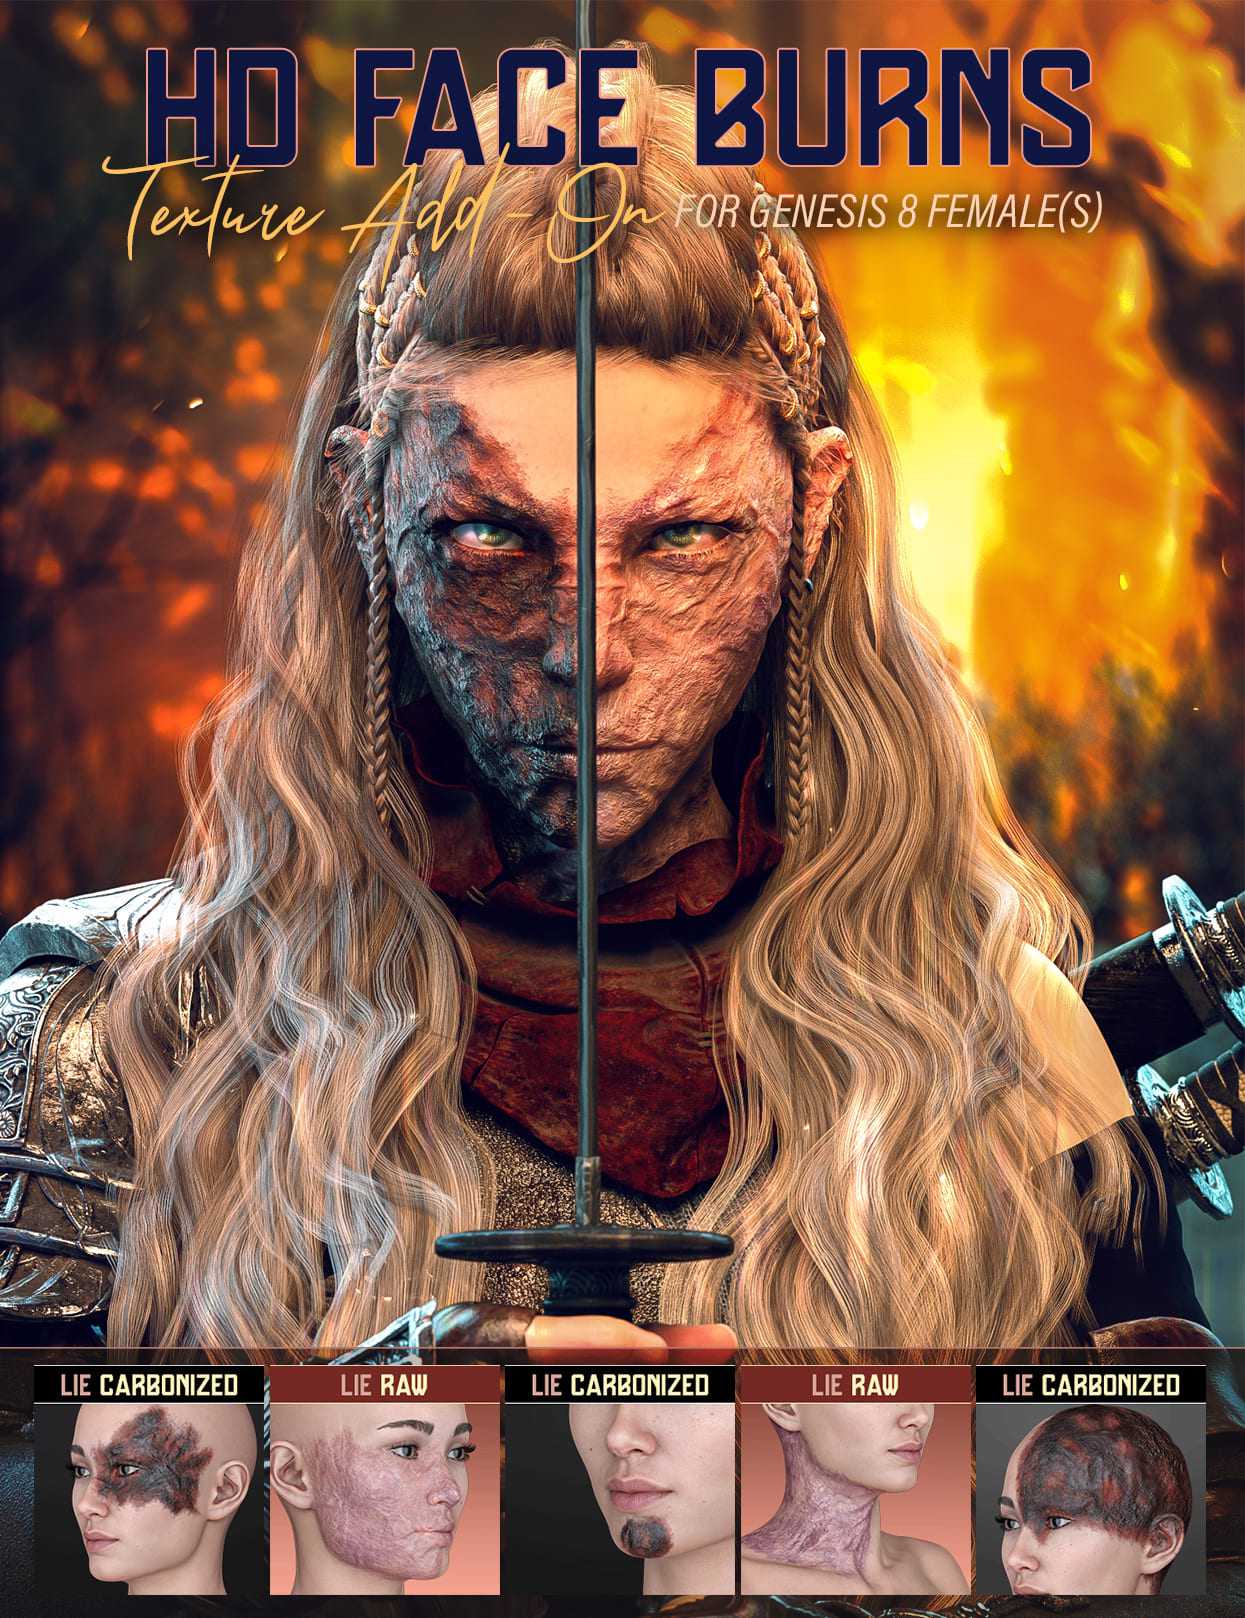 HD FACE BURNS
Texture Add-On FOR GENESIS 8 FEMALE(S)
LIE CARBONIZED
LIE RAW
LIE CARBONIZED
LIE RAW
LIE CARBONIZED